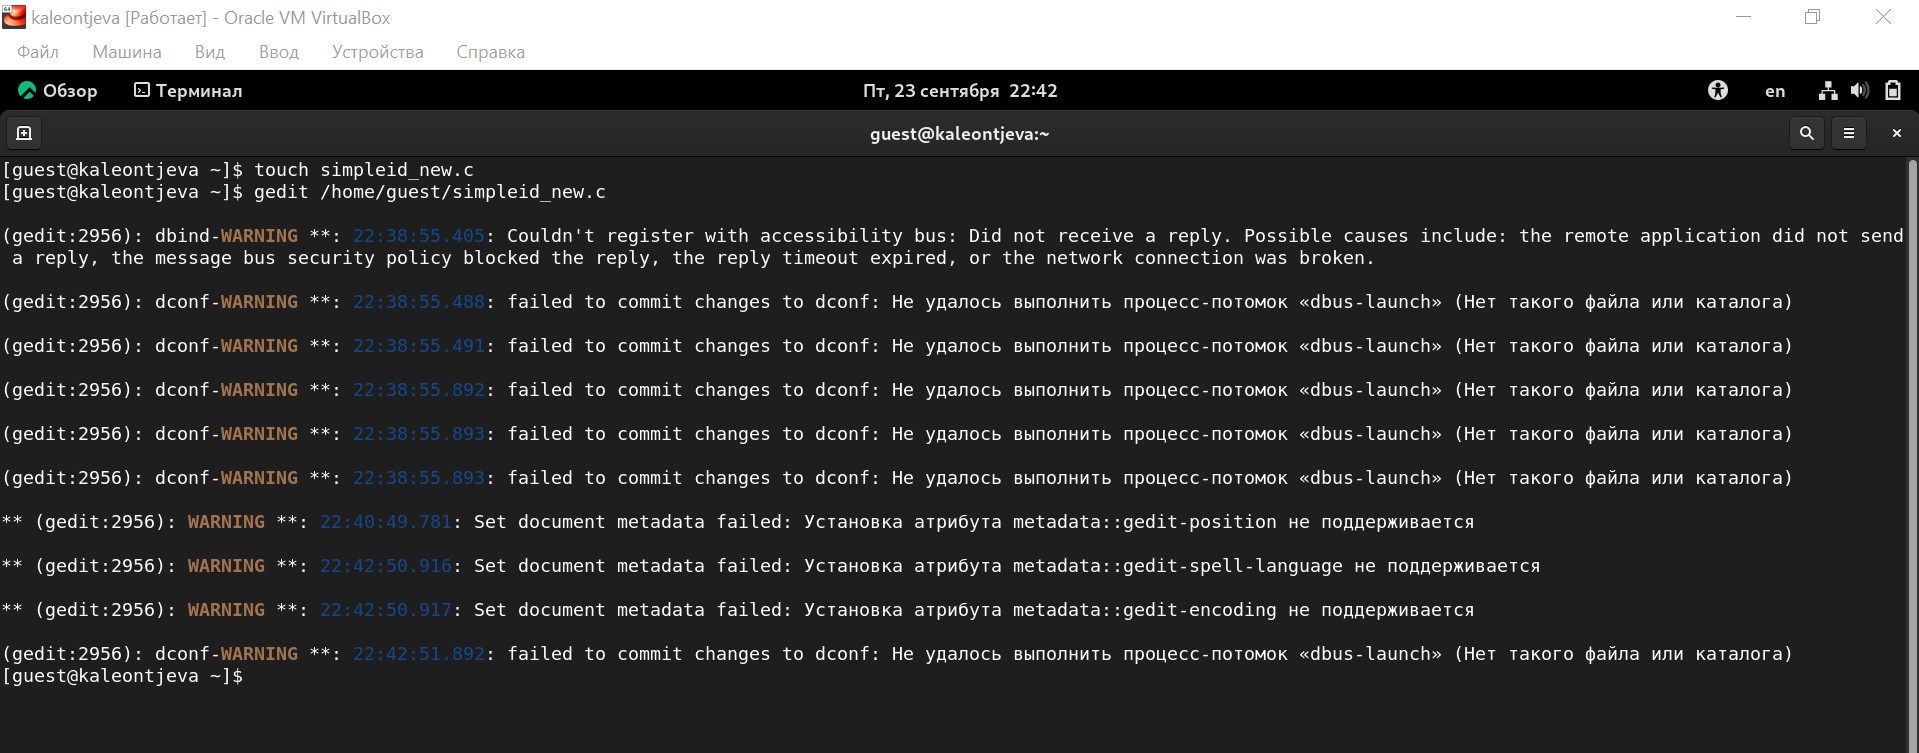 kaleontjeva [Работает] - Oracle VM VirtualBox
Файл Машина Вид Ввод Устройства Справка
Обзор Терминал Пт, 23 сентября 22:42 en
guest@kaleontjeva:~
[guest@kaleontjeva ~]$ touch simpleid_new.c
[guest@kaleontjeva ~]$ gedit /home/guest/simpleid_new.c
(gedit:2956): dbind-WARNING **: 22:38:55.405: Couldn't register with accessibility bus: Did not receive a reply. Possible causes include: the remote application did not send
a reply, the message bus security policy blocked the reply, the reply timeout expired, or the network connection was broken.
(gedit:2956): dconf-WARNING **: 22:38:55.488: failed to commit changes to dconf: Не удалось выполнить процесс-потомок «dbus-launch» (Нет такого файла или каталога)
(gedit:2956): dconf-WARNING **: 22:38:55.491: failed to commit changes to dconf: Не удалось выполнить процесс-потомок «dbus-launch» (Нет такого файла или каталога)
(gedit:2956): dconf-WARNING **: 22:38:55.892: failed to commit changes to dconf: Не удалось выполнить процесс-потомок «dbus-launch» (Нет такого файла или каталога)
(gedit:2956): dconf-WARNING **: 22:38:55.893: failed to commit changes to dconf: Не удалось выполнить процесс-потомок «dbus-launch» (Нет такого файла или каталога)
(gedit:2956): dconf-WARNING **: 22:38:55.893: failed to commit changes to dconf: Не удалось выполнить процесс-потомок «dbus-launch» (Нет такого файла или каталога)
** (gedit:2956): WARNING **: 22:40:49.781: Set document metadata failed: Установка атрибута metadata::gedit-position не поддерживается
** (gedit:2956): WARNING **: 22:42:50.916: Set document metadata failed: Установка атрибута metadata::gedit-spell-language не поддерживается
** (gedit:2956): WARNING **: 22:42:50.917: Set document metadata failed: Установка атрибута metadata::gedit-encoding не поддерживается
(gedit:2956): dconf-WARNING **: 22:42:51.892: failed to commit changes to dconf: Не удалось выполнить процесс-потомок «dbus-launch» (Нет такого файла или каталога)
[guest@kaleontjeva ~]$